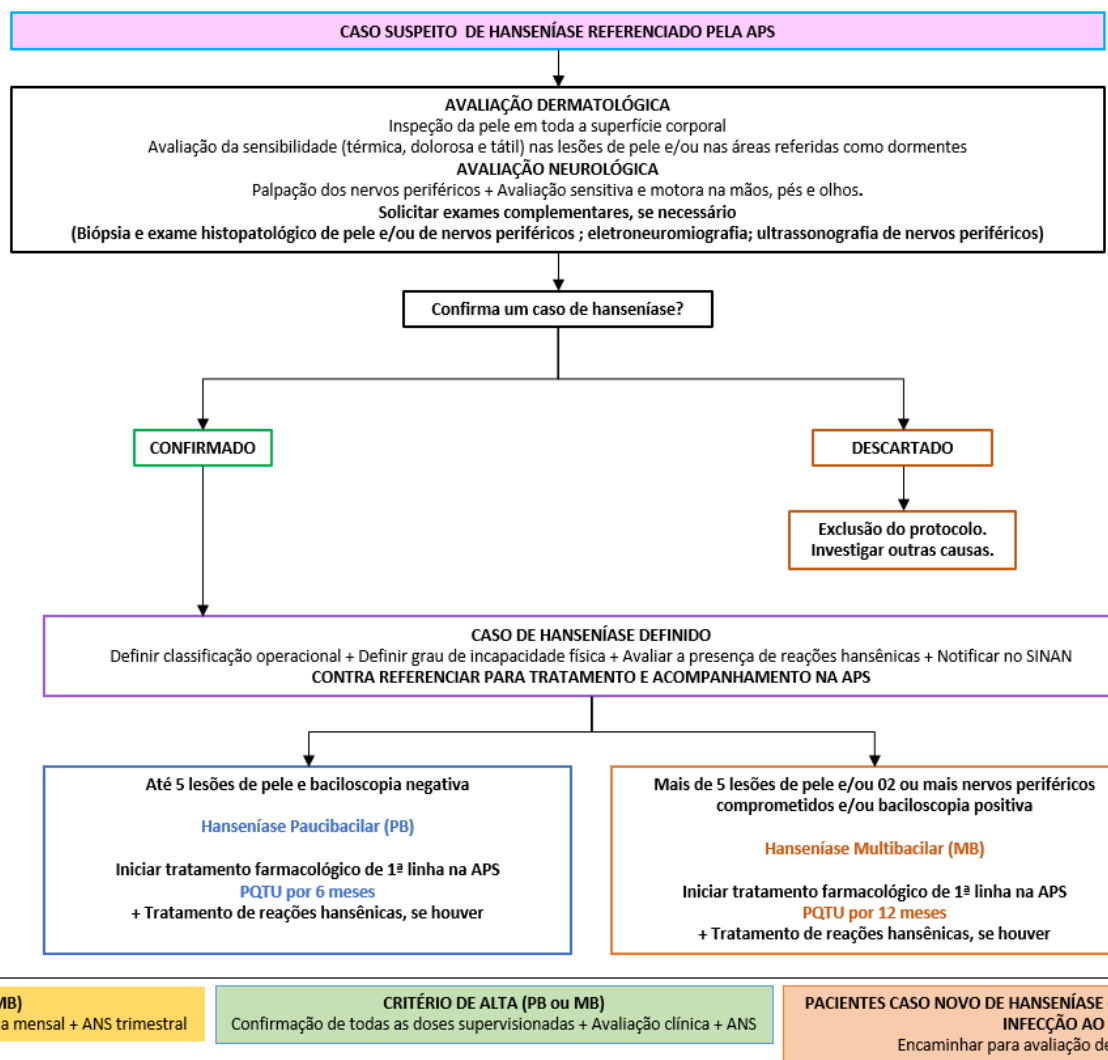 CASO SUSPEITO DE HANSENÍASE REFERENCIADO PELA APS
AVALIAÇÃO DERMATOLÓGICA
Inspeção da pele em toda a superfície corporal
Avaliação da sensibilidade (térmica, dolorosa e tátil) nas lesões de pele e/ou nas áreas referidas como dormentes
AVALIAÇÃO NEUROLÓGICA
Palpação dos nervos periféricos + Avaliação sensitiva e motora na mãos, pés e olhos.
Solicitar exames complementares, se necessário
(Biópsia e exame histopatológico de pele e/ou de nervos periféricos ; eletroneuromiografia; ultrassonografia de nervos periféricos)
Confirma um caso de hanseníase?
CONFIRMADO
DESCARTADO
Exclusão do protocolo.
Investigar outras causas.
CASO DE HANSENÍASE DEFINIDO
Definir classificação operacional + Definir grau de incapacidade física + Avaliar a presença de reações hansênicas + Notificar no SINAN
CONTRA REFERENCIAR PARA TRATAMENTO E ACOMPANHAMENTO NA APS
Até 5 lesões de pele e baciloscopia negativa
Hanseníase Paucibacilar (PB)
Iniciar tratamento farmacológico de 1ª linha na APS
PQTU por 6 meses
+ Tratamento de reações hansênicas, se houver
Mais de 5 lesões de pele e/ou 02 ou mais nervos periféricos
comprometidos e/ou baciloscopia positiva
Hanseníase Multibacilar (MB)
Iniciar tratamento farmacológico de 1ª linha na APS
PQTU por 12 meses
+ Tratamento de reações hansênicas, se houver
MB)
a mensal + ANS trimestral
CRITÉRIO DE ALTA (PB ou MB)
Confirmação de todas as doses supervisionadas + Avaliação clínica + ANS
PACIENTES CASO NOVO DE HANSENÍASE
INFECÇÃO AO
Encaminhar para avaliação de